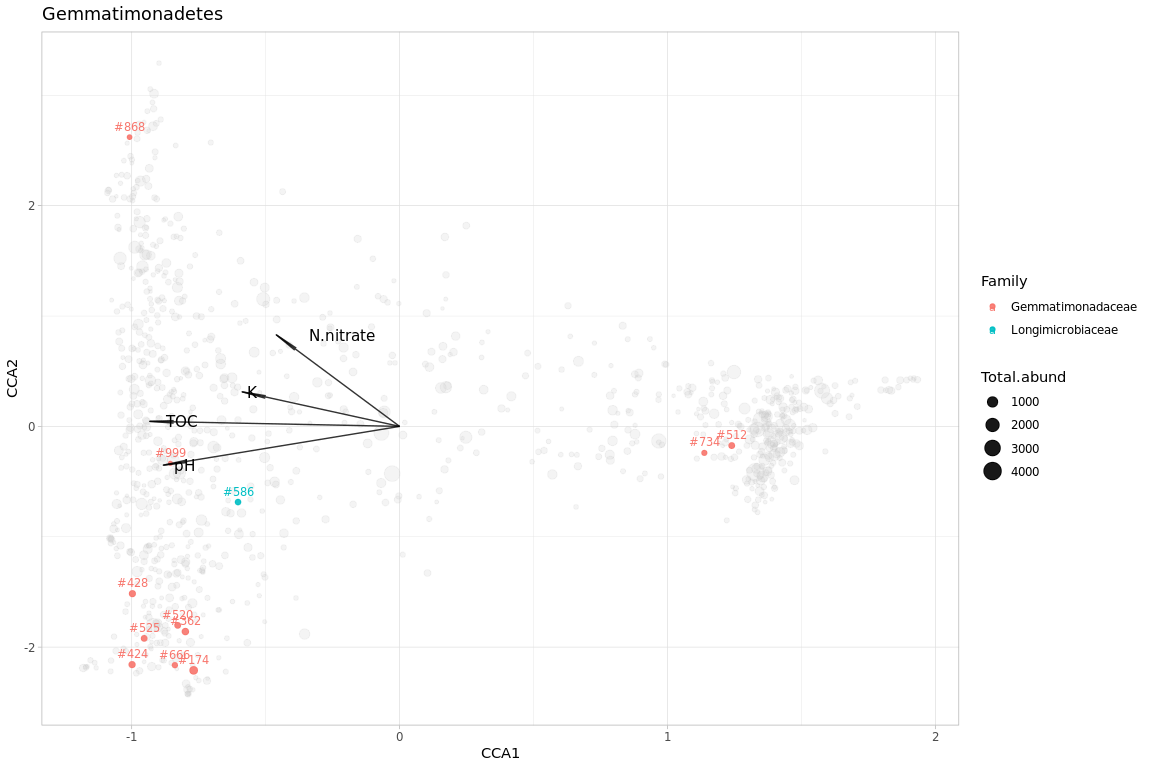 Gemmatimonadetes
#868
N.nitrate
K
TOC
#999
pH
#586
#734
#512
#428
#520
#562
#525
#424
#666
#174
2
0
-2
-1
0
1
2
CCA1
CCA2
Family
Gemmatimonadaceae
Longimicrobiaceae
Total.abund
1000
2000
3000
4000